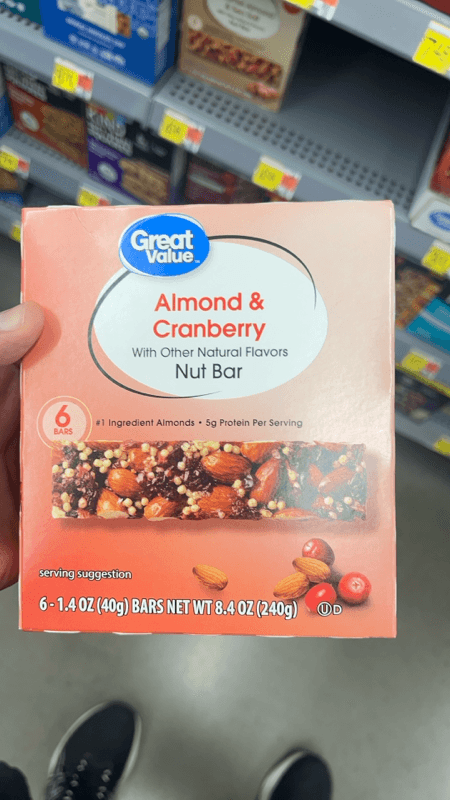 Great
Value™
Almond &
Cranberry
With Other Natural Flavors
Nut Bar
6
BARS
#1 Ingredient Almonds • 5g Protein Per Serving
serving suggestion
6 - 1.4 OZ (40g) BARS NET WT 8.4 OZ (240g)
U D